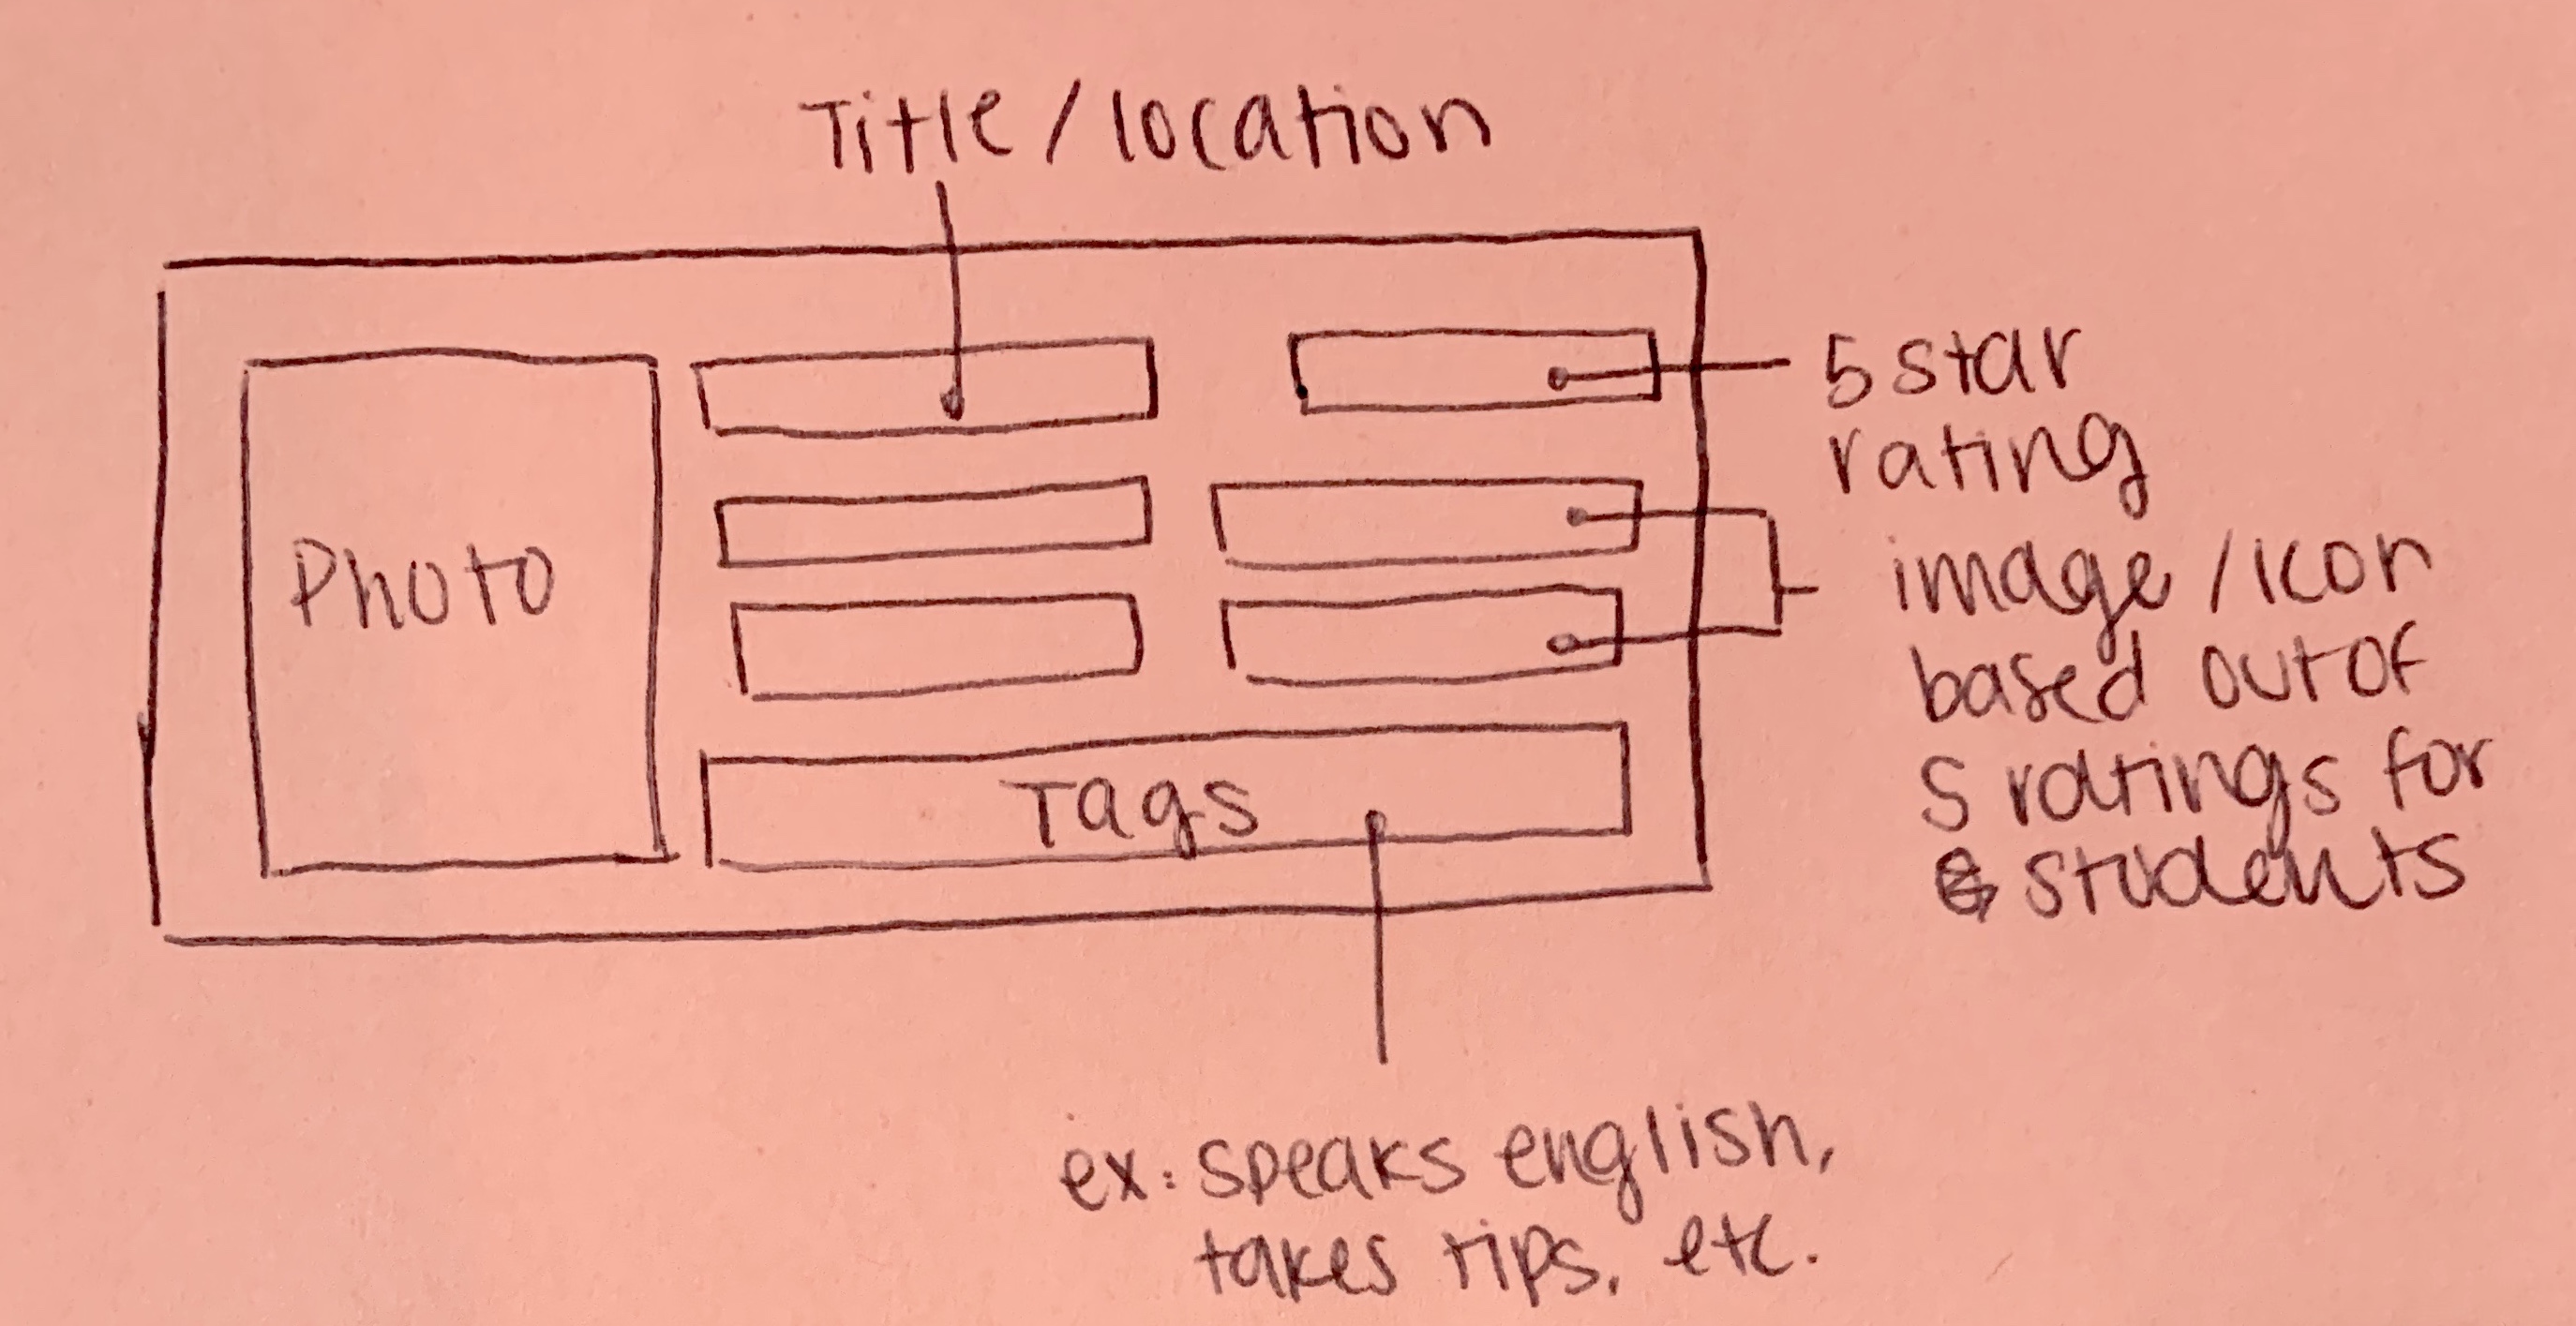 Title/location
Photo
5 star
rating
image/icon
based out of
5 ratings for
students
Tags
ex: speaks english,
takes tips, etc.